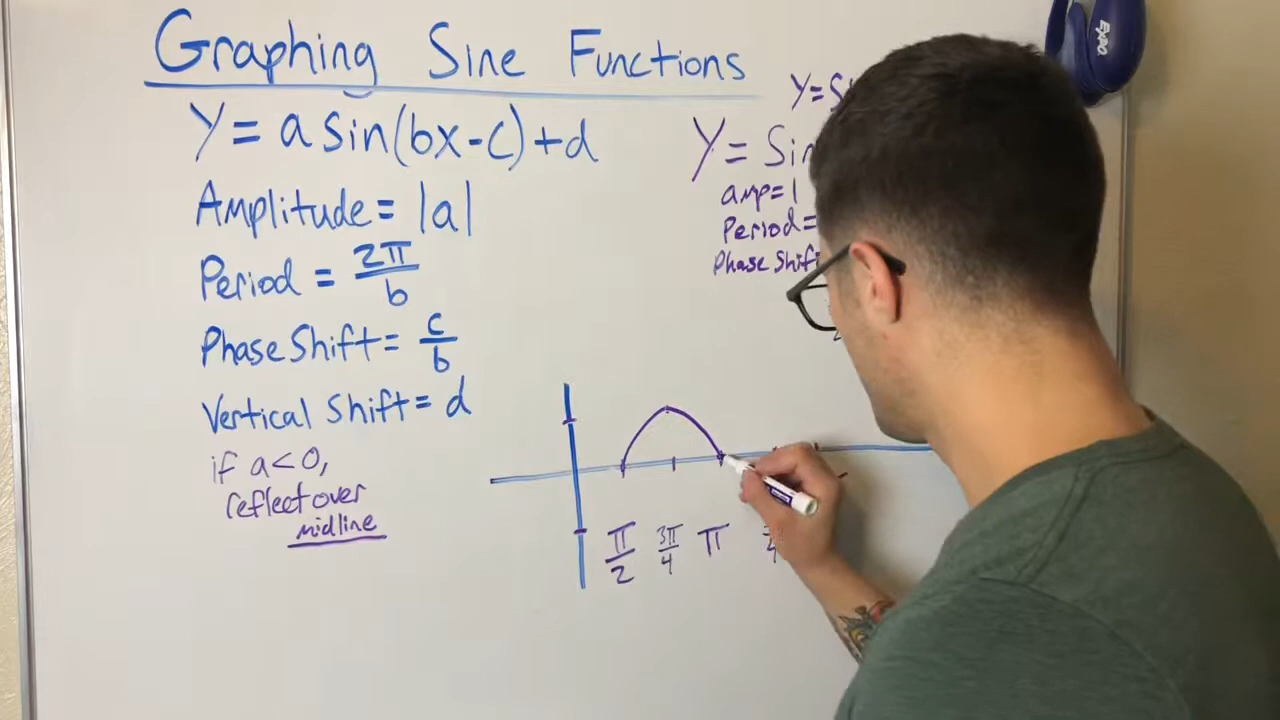 Graphing Sine Functions
y = a sin(bx-c)+d
Amplitude = |a|
Period = 2π/b
Phase Shift = c/b
Vertical Shift = d
if a<0,
reflect over
midline
y=S
y = Sin
amp=1
Period=
Phase Shift
π/2 3π/4 π
EXPO